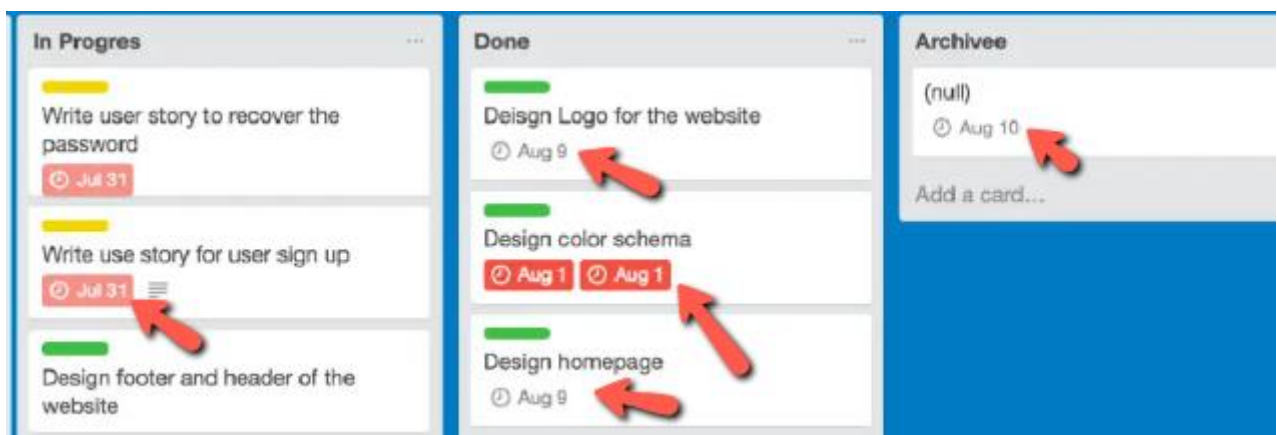 In Progres
Write user story to recover the
password
Jul 31
Write use story for user sign up
Jul 31
Design footer and header of the
website
Done
Deisgn Logo for the website
Aug 9
Design color schema
Aug 1 Aug 1
Design homepage
Aug 9
Archivee
(null)
Aug 10
Add a card...